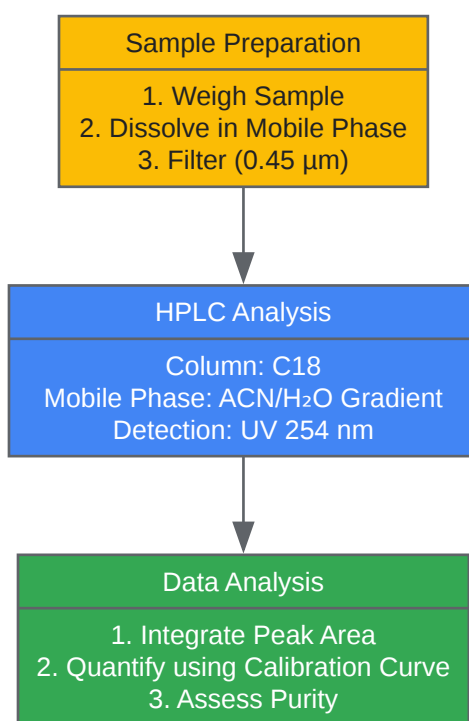 Sample Preparation
1. Weigh Sample
2. Dissolve in Mobile Phase
3. Filter (0.45 µm)
HPLC Analysis
Column: C18
Mobile Phase: ACN/H₂O Gradient
Detection: UV 254 nm
Data Analysis
1. Integrate Peak Area
2. Quantify using Calibration Curve
3. Assess Purity